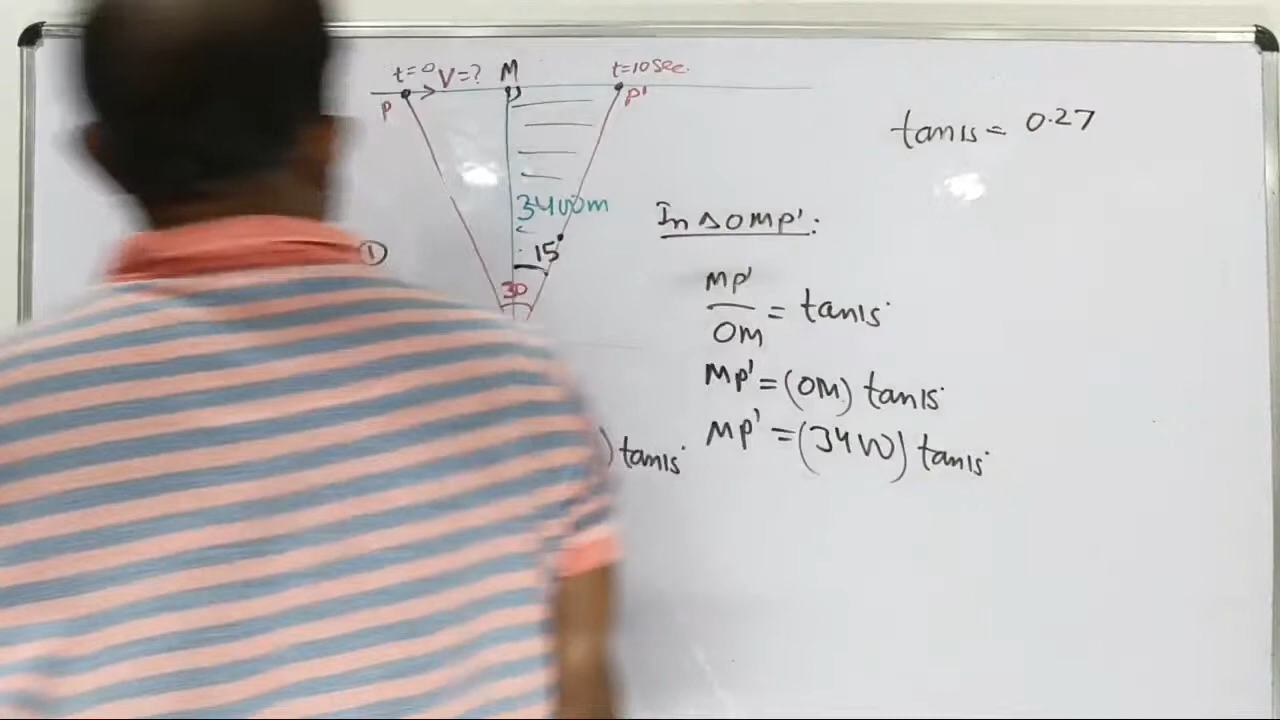 t=0 V=? M t=10sec.
P P'
tan15 = 0.27
3400m
In Δ OMP':
①
15
30
MP'/OM = tan15°
MP' = (OM) tan15°
MP' = (3400) tan15°
) tan15°